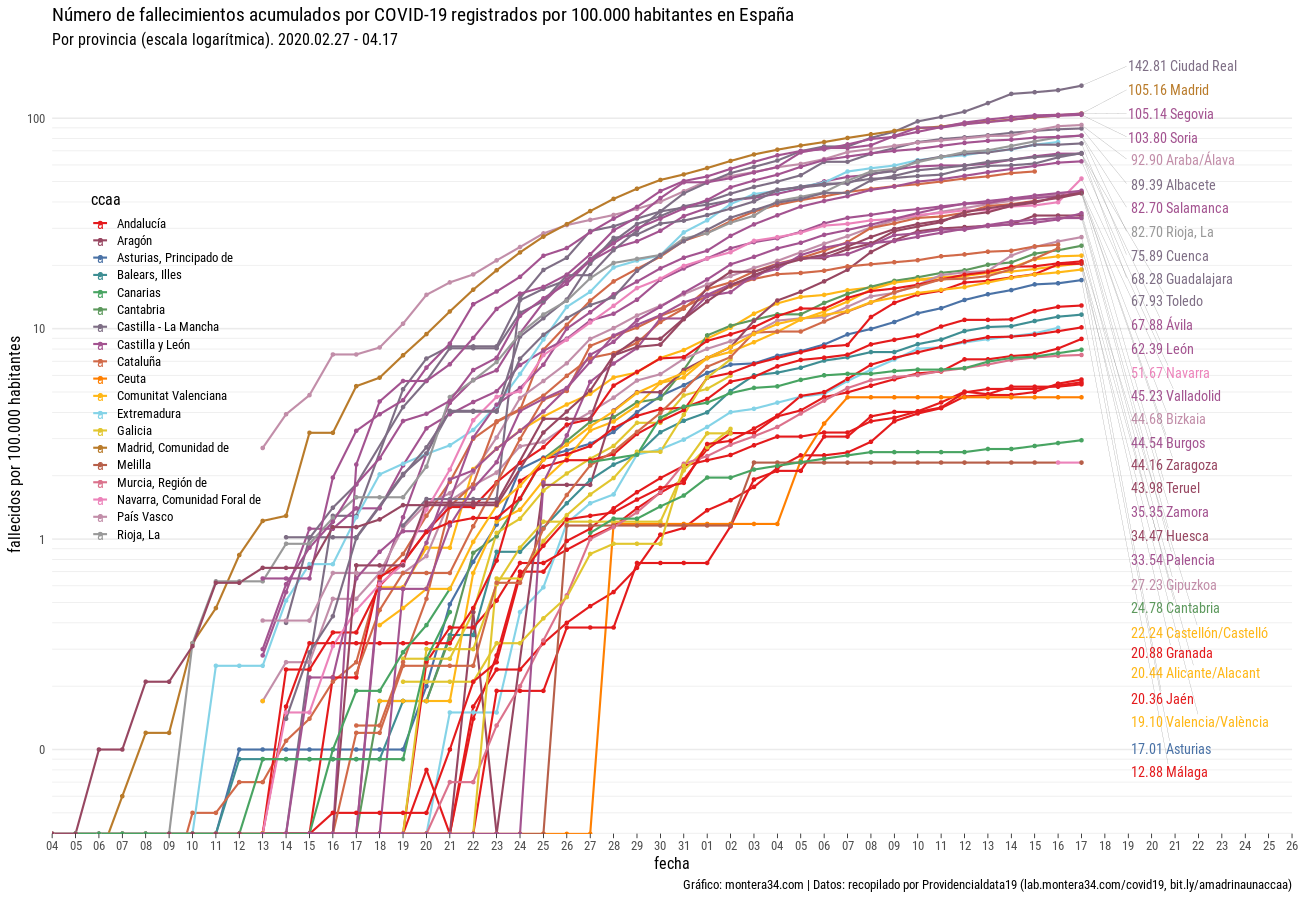 Número de fallecimientos acumulados por COVID-19 registrados por 100.000 habitantes en España
Por provincia (escala logarítmica). 2020.02.27 - 04.17
fallecidos por 100.000 habitantes
100
10
1
0
ccaa
Andalucía
Aragón
Asturias, Principado de
Balears, Illes
Canarias
Cantabria
Castilla - La Mancha
Castilla y León
Cataluña
Ceuta
Comunitat Valenciana
Extremadura
Galicia
Madrid, Comunidad de
Melilla
Murcia, Región de
Navarra, Comunidad Foral de
País Vasco
Rioja, La
142.81 Ciudad Real
105.16 Madrid
105.14 Segovia
103.80 Soria
92.90 Araba/Álava
89.39 Albacete
82.70 Salamanca
82.70 Rioja, La
75.89 Cuenca
68.28 Guadalajara
67.93 Toledo
67.88 Ávila
62.39 León
51.67 Navarra
45.23 Valladolid
44.68 Bizkaia
44.54 Burgos
44.16 Zaragoza
43.98 Teruel
35.35 Zamora
34.47 Huesca
33.54 Palencia
27.23 Gipuzkoa
24.78 Cantabria
22.24 Castellón/Castelló
20.88 Granada
20.44 Alicante/Alacant
20.36 Jaén
19.10 Valencia/València
17.01 Asturias
12.88 Málaga
04 05 06 07 08 09 10 11 12 13 14 15 16 17 18 19 20 21 22 23 24 25 26 27 28 29 30 31 01 02 03 04 05 06 07 08 09 10 11 12 13 14 15 16 17 18 19 20 21 22 23 24 25 26
fecha
Gráfico: montera34.com | Datos: recopilado por Providencialdata19 (lab.montera34.com/covid19, bit.ly/amadrinaunaccaa)